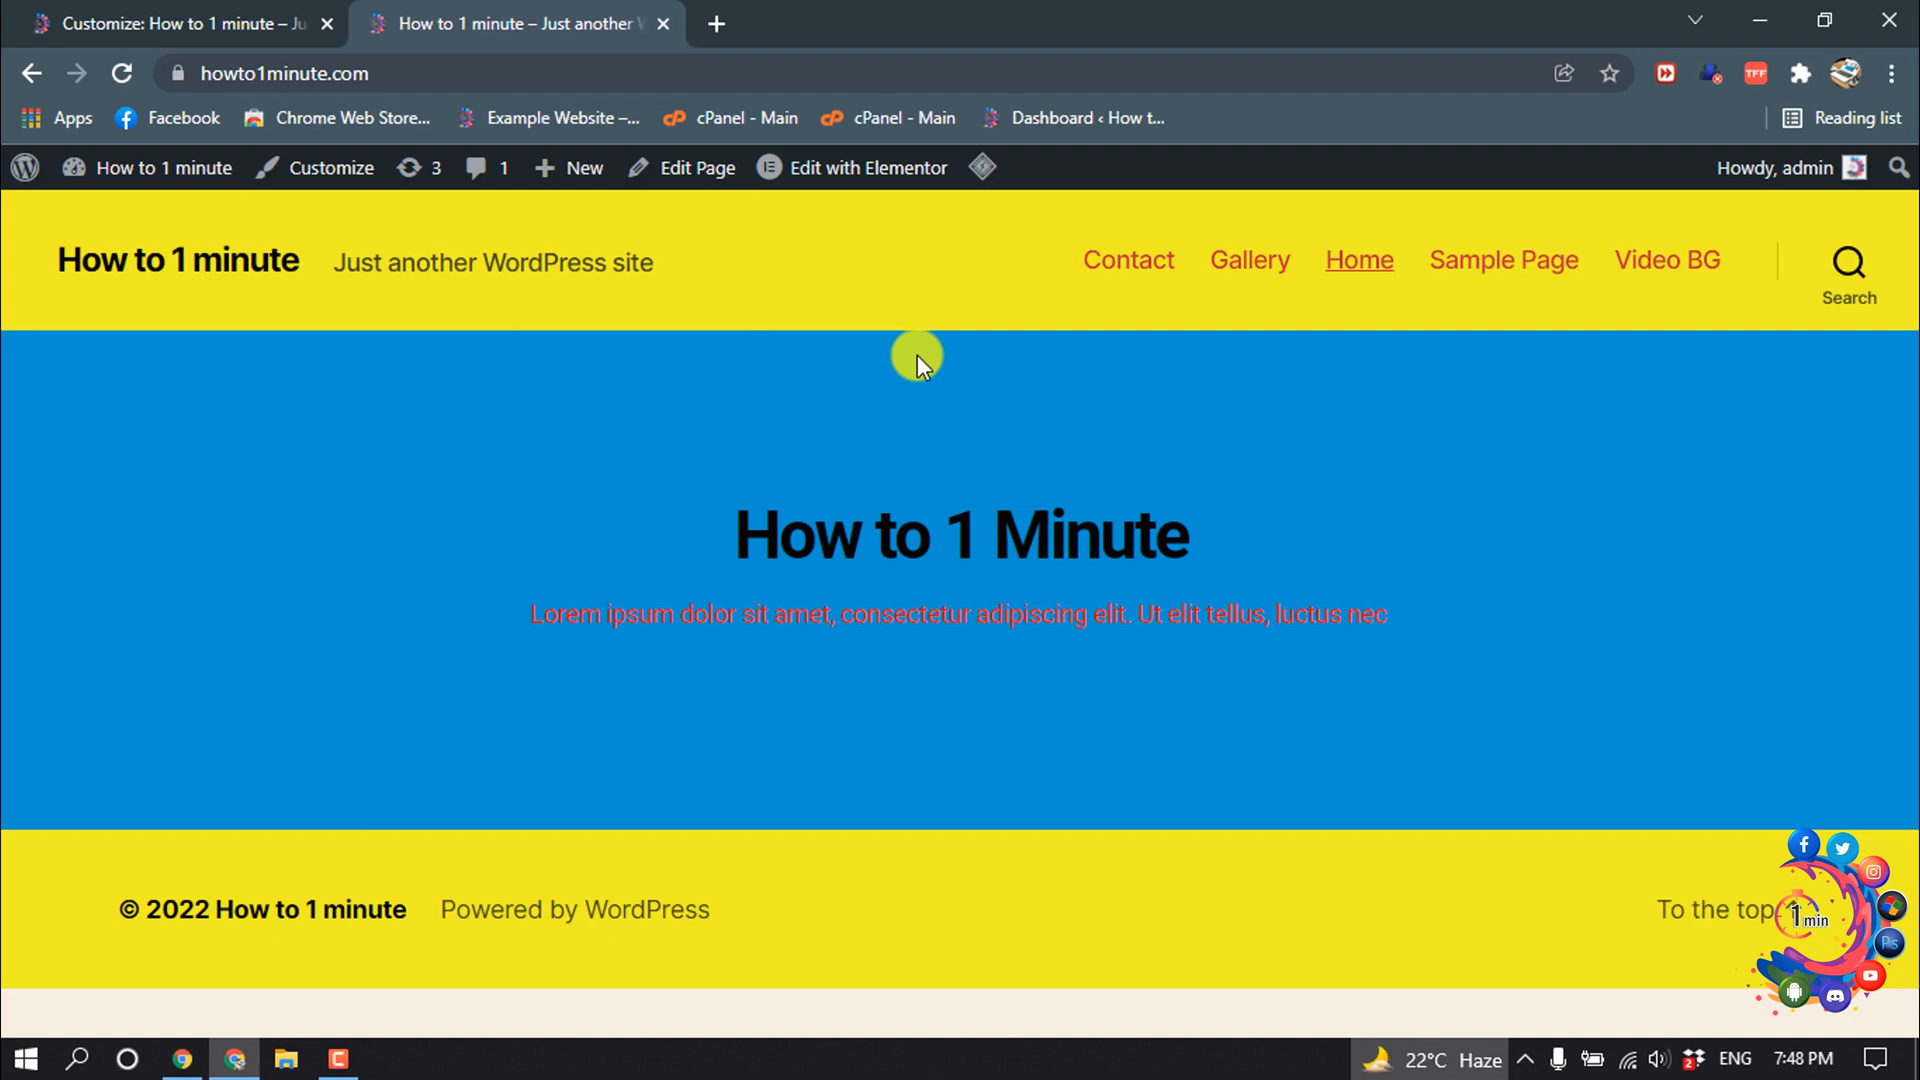 Customize: How to 1 minute – Ju
How to 1 minute – Just another W
howto1minute.com
TFF
Apps
Facebook
Chrome Web Store...
Example Website –...
cP cPanel - Main
cP cPanel - Main
Dashboard ‹ How t...
Reading list
How to 1 minute
Customize
3
1
New
Edit Page
Edit with Elementor
Howdy, admin
How to 1 minute
Just another WordPress site
Contact
Gallery
Home
Sample Page
Video BG
Search
How to 1 Minute
Lorem ipsum dolor sit amet, consectetur adipiscing elit. Ut elit tellus, luctus nec
© 2022 How to 1 minute
Powered by WordPress
To the top
1 min
Ps
22°C Haze
2
ENG
7:48 PM